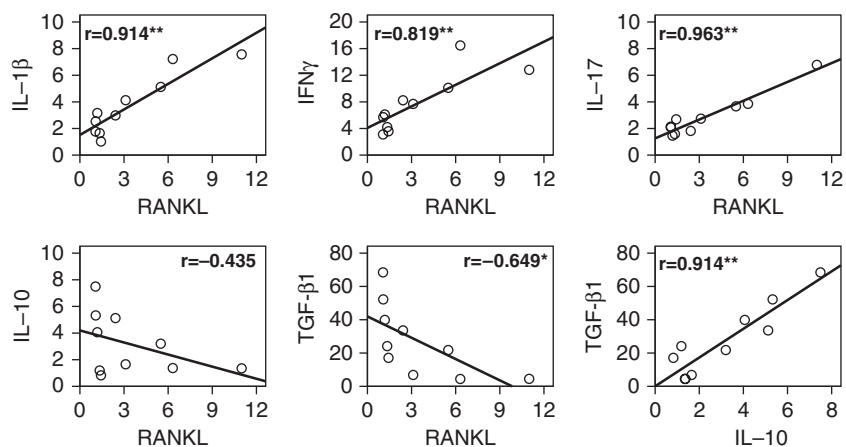 r=0.914**
IL–1β
10
8
6
4
2
0
0 3 6 9 12
RANKL
r=0.819**
IFNγ
20
16
12
8
4
0
0 3 6 9 12
RANKL
r=0.963**
IL–17
10
8
6
4
2
0
0 3 6 9 12
RANKL
r=–0.435
IL–10
10
8
6
4
2
0
0 3 6 9 12
RANKL
r=–0.649*
TGF-β1
80
60
40
20
0
0 3 6 9 12
RANKL
r=0.914**
TGF-β1
80
60
40
20
0
0 2 4 6 8
IL–10